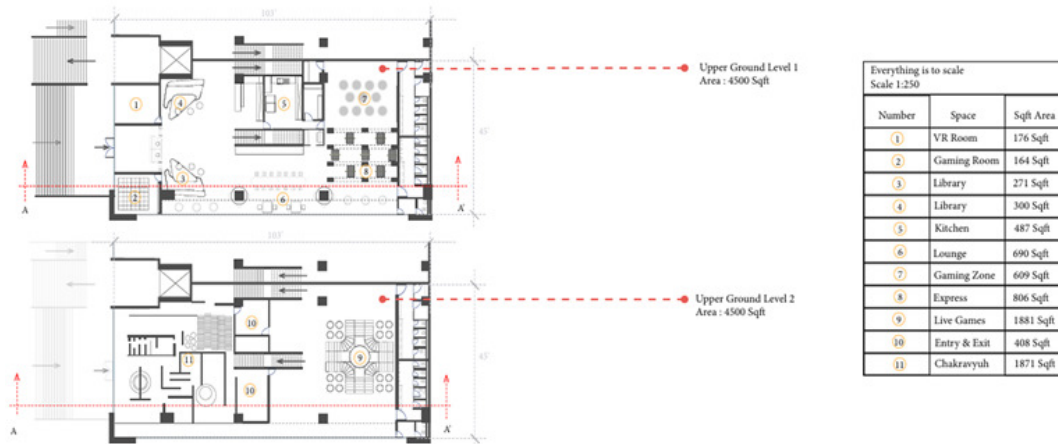 103'
Upper Ground Level 1
Area : 4500 Sqft
45'
1
4
5
7
3
8
2
6
A
A'
103'
Upper Ground Level 2
Area : 4500 Sqft
45'
10
11
9
10
A
A'
Everything is to scale
Scale 1:250
Number Space Sqft Area
1 VR Room 176 Sqft
2 Gaming Room 164 Sqft
3 Library 271 Sqft
4 Library 300 Sqft
5 Kitchen 487 Sqft
6 Lounge 690 Sqft
7 Gaming Zone 609 Sqft
8 Express 806 Sqft
9 Live Games 1881 Sqft
10 Entry & Exit 408 Sqft
11 Chakravyuh 1871 Sqft